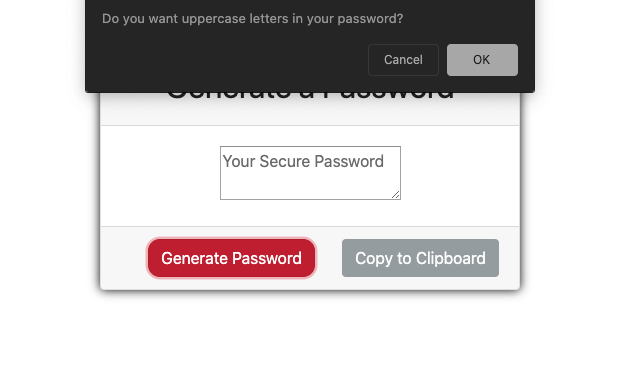 Do you want uppercase letters in your password?
Cancel
OK
Generate a Password
Your Secure Password
Generate Password
Copy to Clipboard